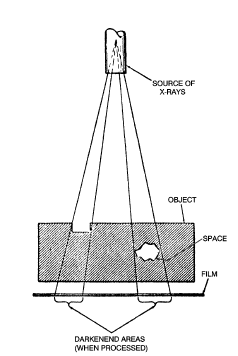 SOURCE OF
X-RAYS
OBJECT
SPACE
FILM
DARKENEND AREAS
(WHEN PROCESSED)